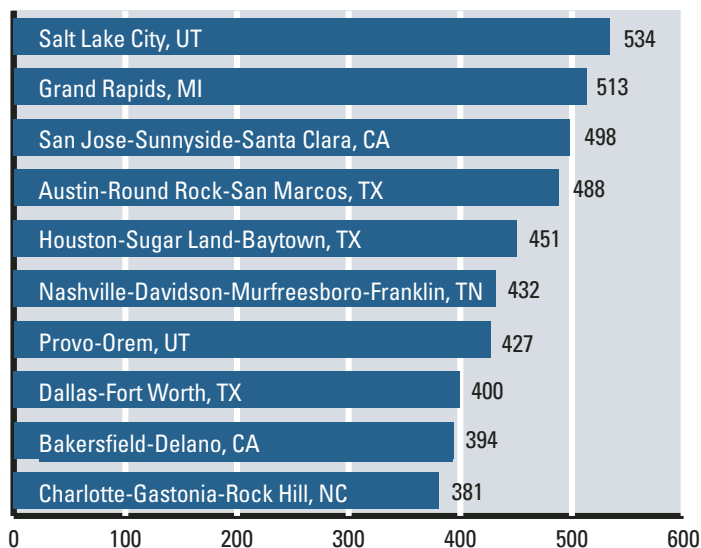 Salt Lake City, UT 534
Grand Rapids, MI 513
San Jose-Sunnyside-Santa Clara, CA 498
Austin-Round Rock-San Marcos, TX 488
Houston-Sugar Land-Baytown, TX 451
Nashville-Davidson-Murfreesboro-Franklin, TN 432
Provo-Orem, UT 427
Dallas-Fort Worth, TX 400
Bakersfield-Delano, CA 394
Charlotte-Gastonia-Rock Hill, NC 381
0 100 200 300 400 500 600